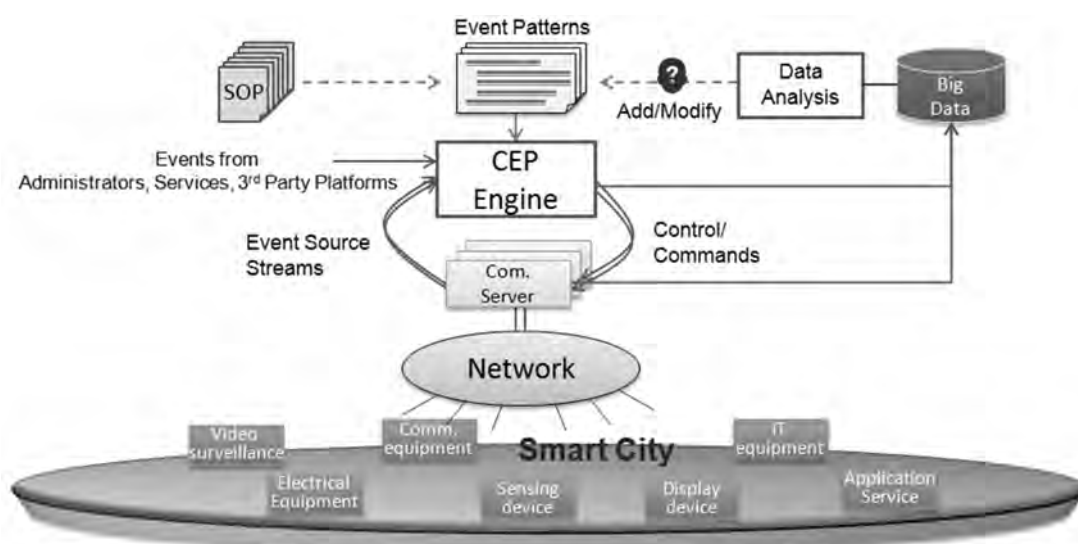 Event Patterns
SOP
?
Add/Modify
Data
Analysis
Big
Data
Events from
Administrators, Services, 3rd Party Platforms
CEP
Engine
Event Source
Streams
Control/
Commands
Com.
Server
Network
Smart City
Video
surveillance
Comm.
equipment
IT
equipment
Electrical
Equipment
Sensing
device
Display
device
Application
Service